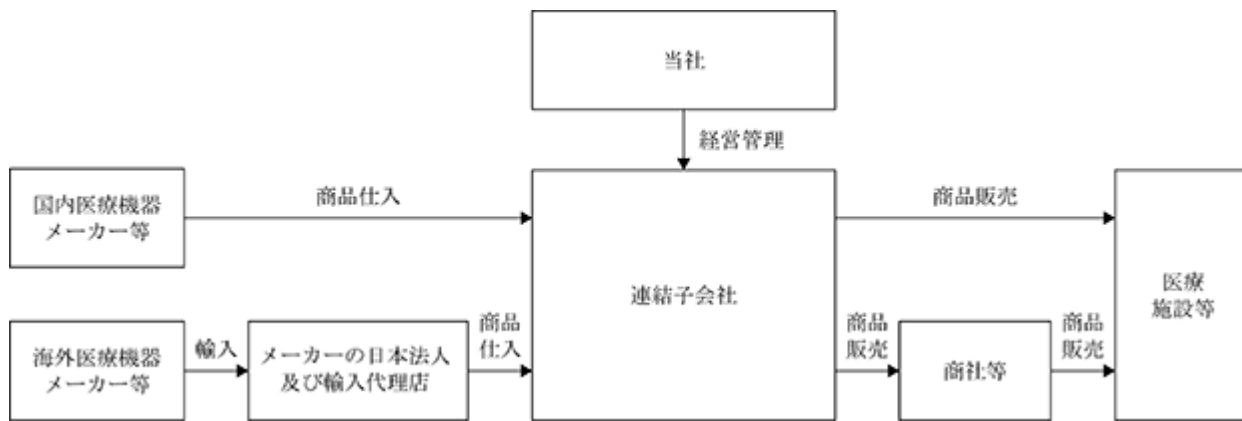 当社
経営管理
国内医療機器
メーカー等
商品仕入
商品販売
連結子会社
医療
施設等
海外医療機器
メーカー等
輸入
メーカーの日本法人
及び輸入代理店
商品
仕入
商品
販売
商社等
商品
販売